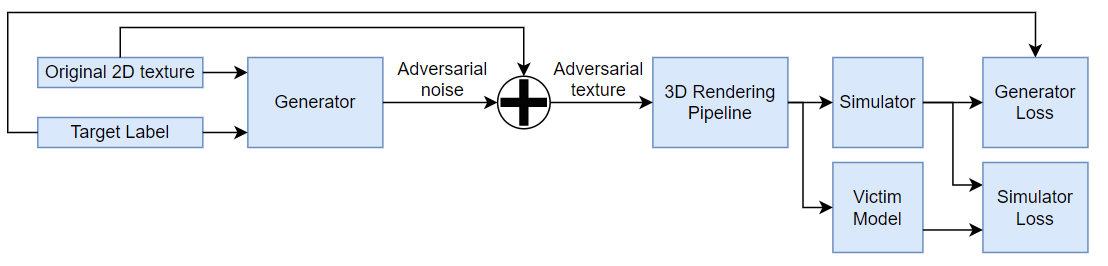 Original 2D texture
Target Label
Generator
Adversarial
noise
Adversarial
texture
3D Rendering
Pipeline
Simulator
Generator
Loss
Victim
Model
Simulator
Loss